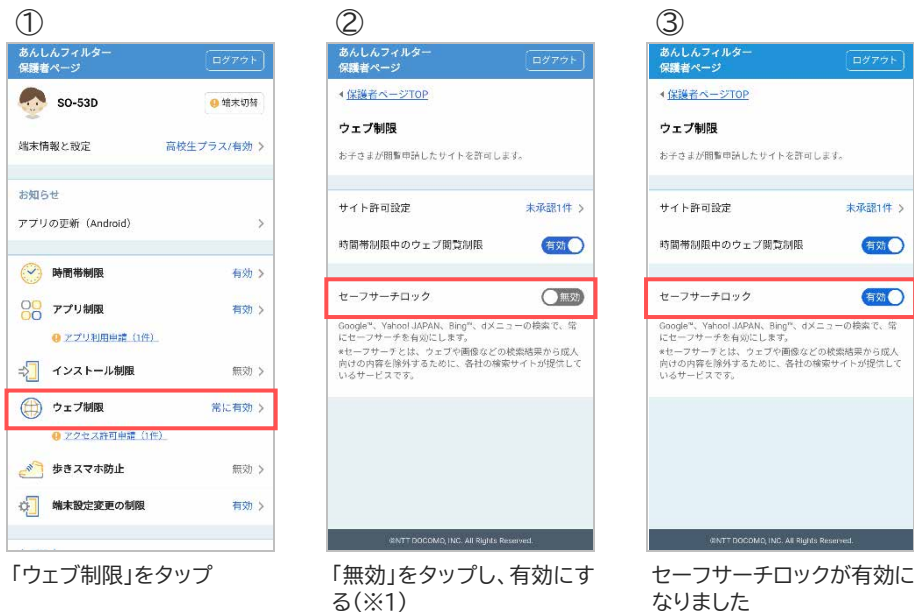 ①
あんしんフィルター
保護者ページ
ログアウト
SO-53D
端末切替
端末情報と設定
高校生プラス/有効
お知らせ
アプリの更新（Android）
時間帯制限
有効
アプリ制限
有効
アプリ利用申請（1件）
インストール制限
無効
ウェブ制限
常に有効
アクセス許可申請（1件）
歩きスマホ防止
無効
端末設定変更の制限
有効
「ウェブ制限」をタップ
②
あんしんフィルター
保護者ページ
ログアウト
保護者ページTOP
ウェブ制限
お子さまが閲覧申請したサイトを許可します。
サイト許可設定
未承認1件
時間帯制限中のウェブ閲覧制限
有効
セーフサーチロック
無効
Google™、Yahoo! JAPAN、Bing™、dメニューの検索で、常
にセーフサーチを有効にします。
*セーフサーチとは、ウェブや画像などの検索結果から成人
向けの内容を除外するために、各社の検索サイトが提供して
いるサービスです。
©NTT DOCOMO, INC. All Rights Reserved.
「無効」をタップし、有効にす
る(※1)
③
あんしんフィルター
保護者ページ
ログアウト
保護者ページTOP
ウェブ制限
お子さまが閲覧申請したサイトを許可します。
サイト許可設定
未承認1件
時間帯制限中のウェブ閲覧制限
有効
セーフサーチロック
有効
Google™、Yahoo! JAPAN、Bing™、dメニューの検索で、常
にセーフサーチを有効にします。
*セーフサーチとは、ウェブや画像などの検索結果から成人
向けの内容を除外するために、各社の検索サイトが提供して
いるサービスです。
©NTT DOCOMO, INC. All Rights Reserved.
セーフサーチロックが有効に
なりました